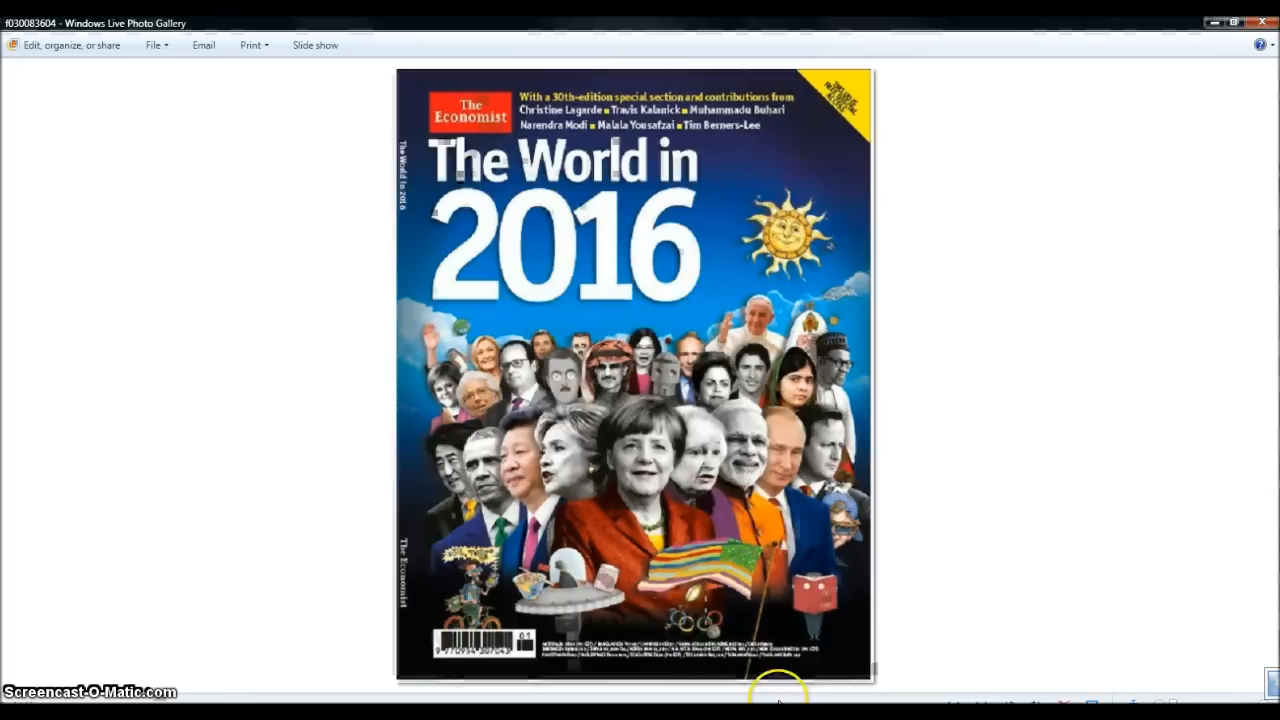 f030083604 - Windows Live Photo Gallery
Edit, organize, or share File Email Print Slide show
The
Economist
With a 30th-edition special section and contributions from
Christine Lagarde ▪ Travis Kalanick ▪ Muhammadu Buhari
Narendra Modi ▪ Malala Yousafzai ▪ Tim Berners-Lee
The World in
2016
The World in 2016
The Economist
01
Screencast-O-Matic.com